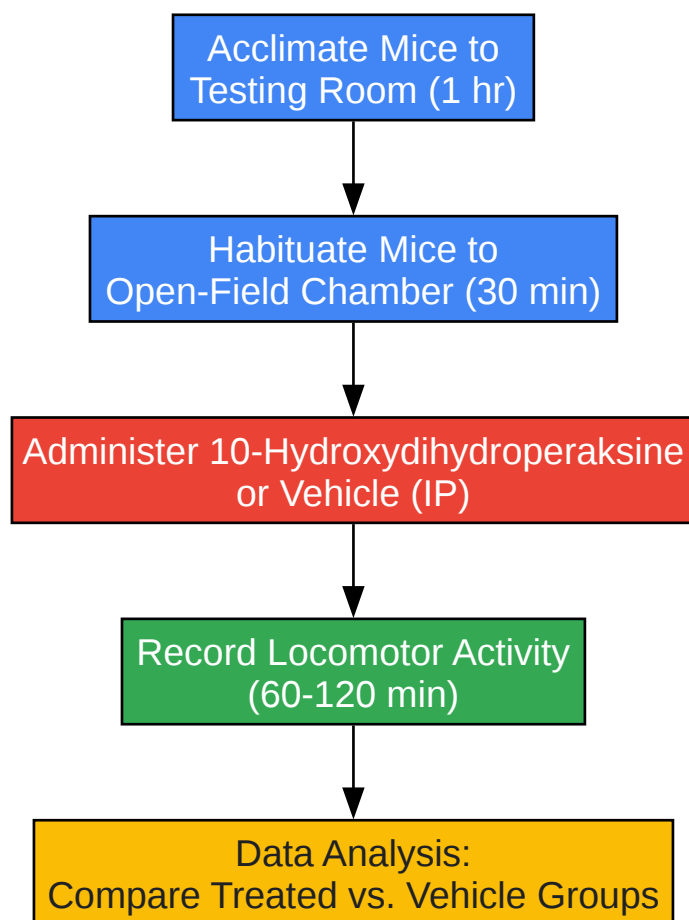 Acclimate Mice to
Testing Room (1 hr)
Habituate Mice to
Open-Field Chamber (30 min)
Administer 10-Hydroxydihydroperaksine
or Vehicle (IP)
Record Locomotor Activity
(60-120 min)
Data Analysis:
Compare Treated vs. Vehicle Groups